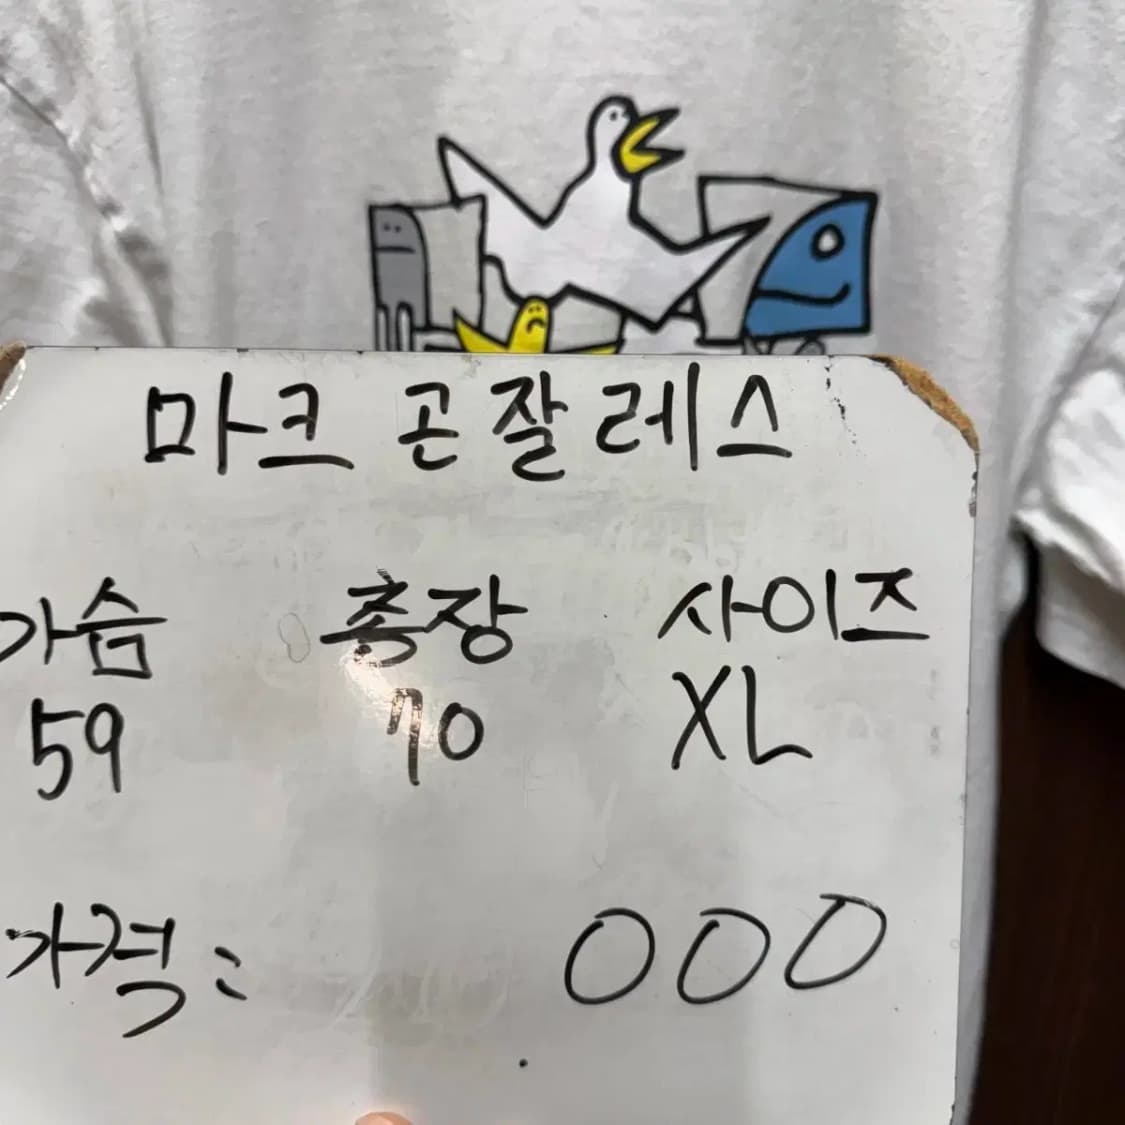 마크 곤잘레스
가슴 총장 사이즈
59 70 XL
가격: 000